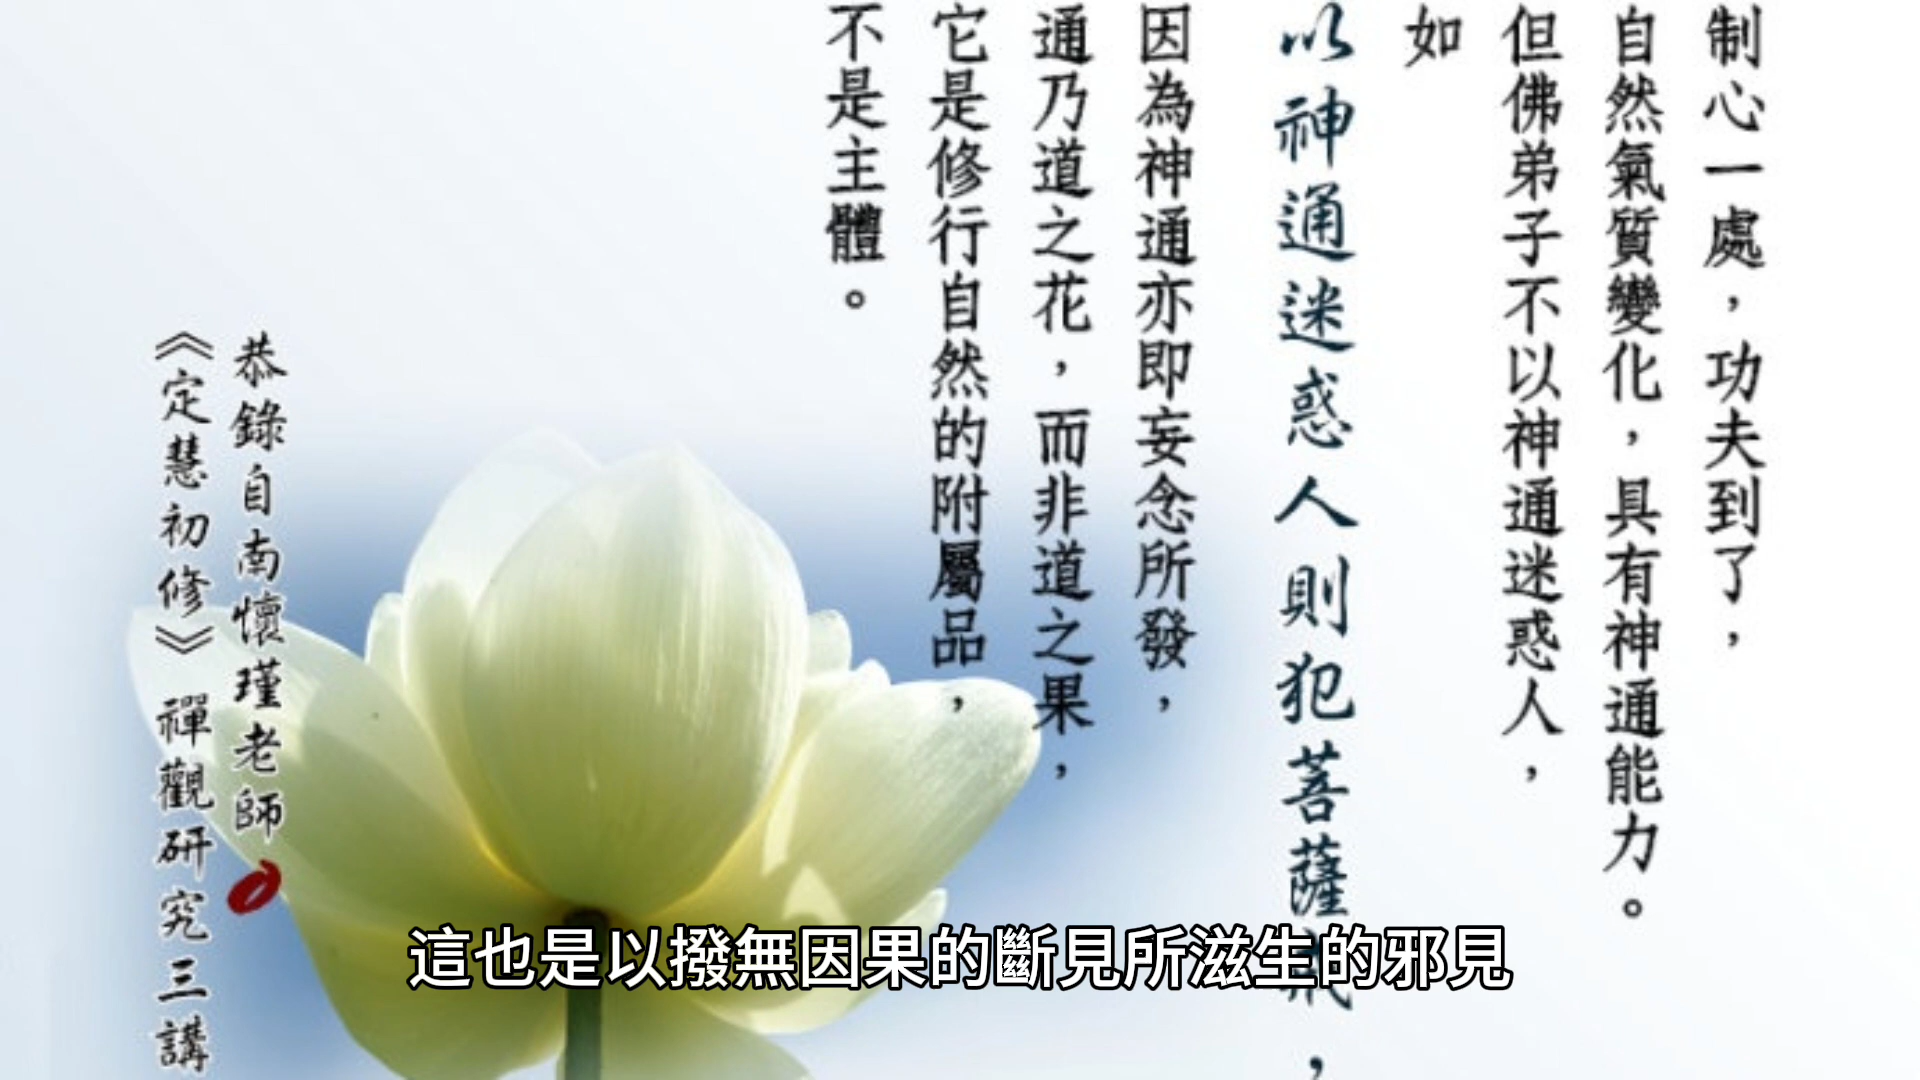 制心一處，功夫到了，
自然氣質變化，具有神通能力。
但佛弟子不以神通迷惑人，
如
以神通迷惑人則犯菩薩戒，
因為神通亦即妄念所發，
通乃道之花，而非道之果，
它是修行自然的附屬品，
不是主體。
恭錄自南懷瑾老師
《定慧初修》禪觀研究三講
這也是以撥無因果的斷見所滋生的邪見